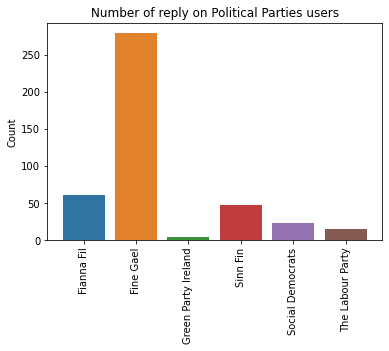 Number of reply on Political Parties users
250
200
150
100
50
0
Count
Fianna Fil
Fine Gael
Green Party Ireland
Sinn Fin
Social Democrats
The Labour Party